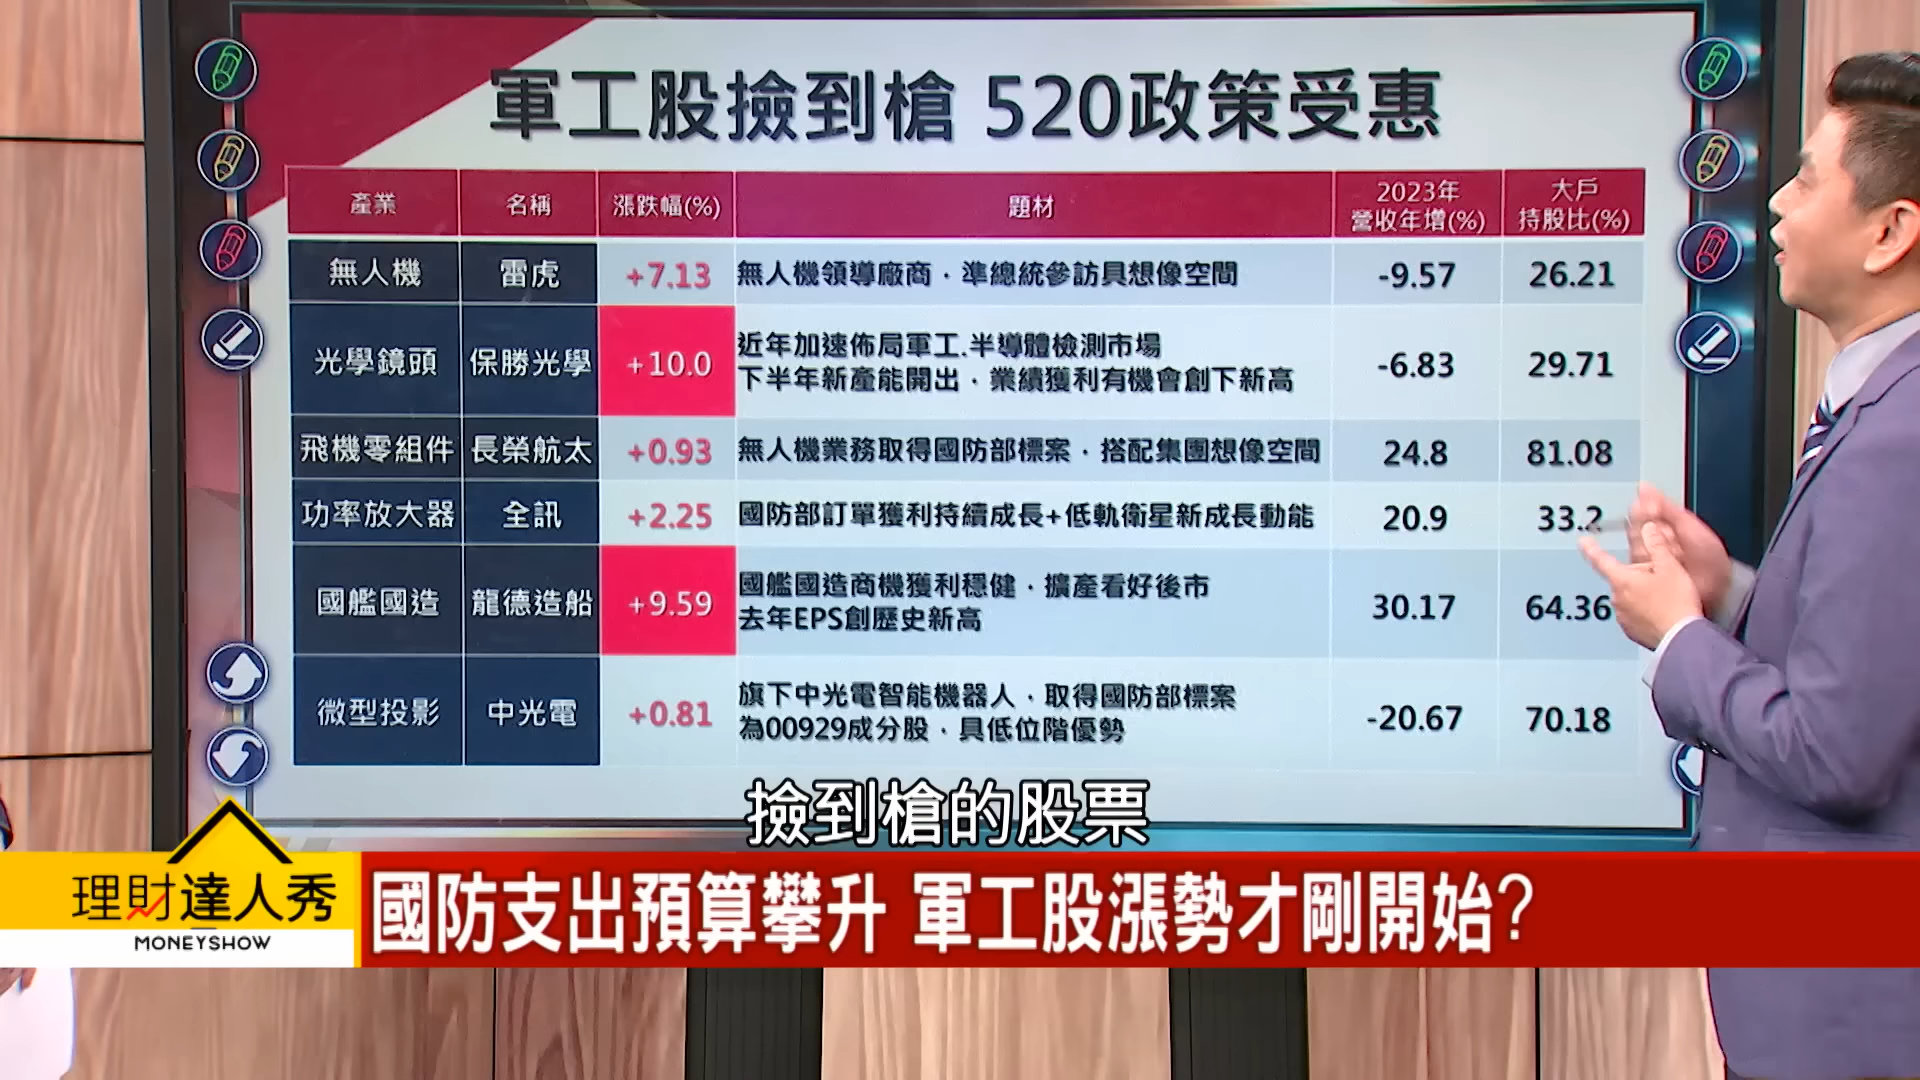 軍工股撿到槍 520政策受惠
產業 名稱 漲跌幅(%) 題材 2023年營收年增(%) 大戶持股比(%)
無人機 雷虎 +7.13 無人機領導廠商，準總統參訪具想像空間 -9.57 26.21
光學鏡頭 保勝光學 +10.0 近年加速佈局軍工.半導體檢測市場
下半年新產能開出，業績獲利有機會創下新高 -6.83 29.71
飛機零組件 長榮航太 +0.93 無人機業務取得國防部標案，搭配集團想像空間 24.8 81.08
功率放大器 全訊 +2.25 國防部訂單獲利持續成長+低軌衛星新成長動能 20.9 33.2
國艦國造 龍德造船 +9.59 國艦國造商機獲利穩健，擴產看好後市
去年EPS創歷史新高 30.17 64.36
微型投影 中光電 +0.81 旗下中光電智能機器人，取得國防部標案
為00929成分股，具低位階優勢 -20.67 70.18
撿到槍的股票
理財達人秀
MONEYSHOW
國防支出預算攀升 軍工股漲勢才剛開始?